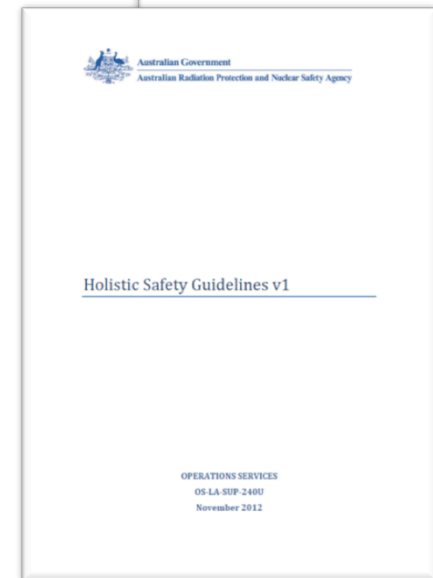 Australian Government
Australian Radiation Protection and Nuclear Safety Agency
Holistic Safety Guidelines v1
OPERATIONS SERVICES
OS-LA-SUP-240U
November 2012